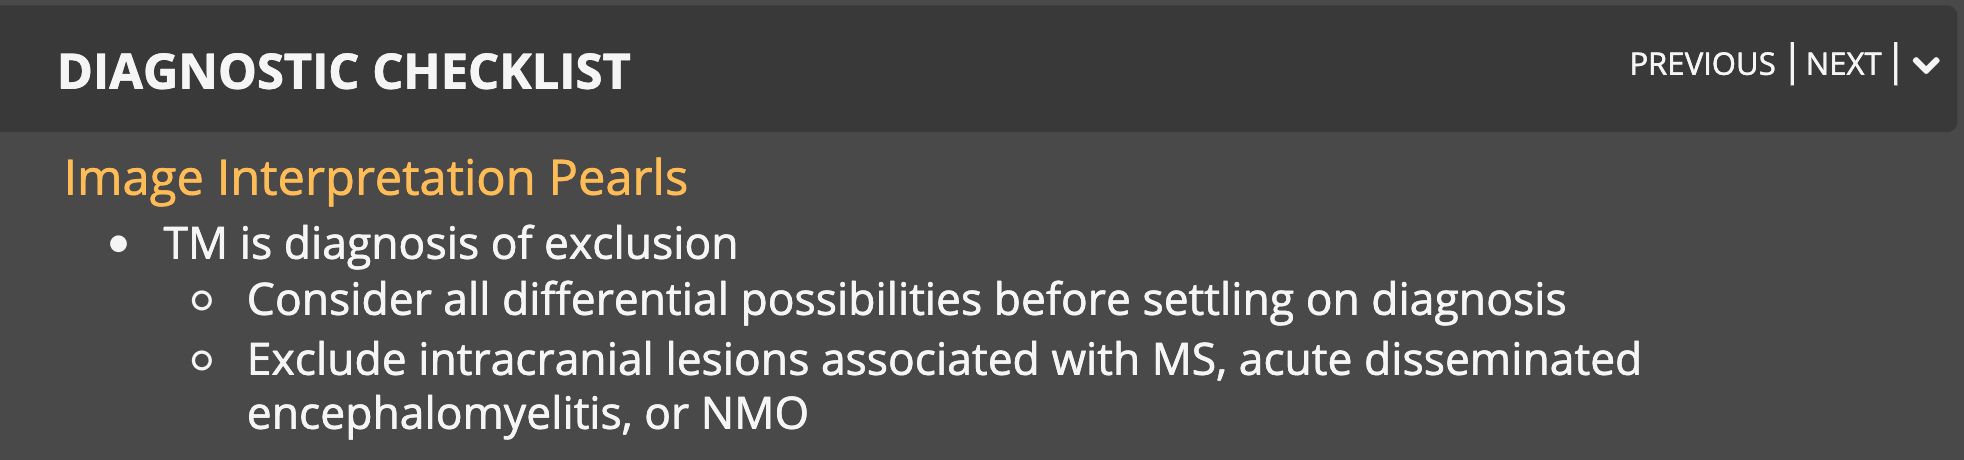 DIAGNOSTIC CHECKLIST
PREVIOUS | NEXT |
Image Interpretation Pearls
• TM is diagnosis of exclusion
○ Consider all differential possibilities before settling on diagnosis
○ Exclude intracranial lesions associated with MS, acute disseminated
encephalomyelitis, or NMO